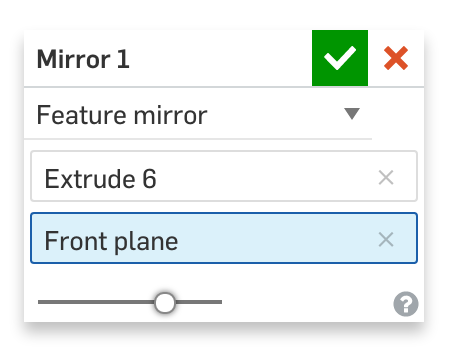 Mirror 1
Feature mirror
Extrude 6
Front plane
?